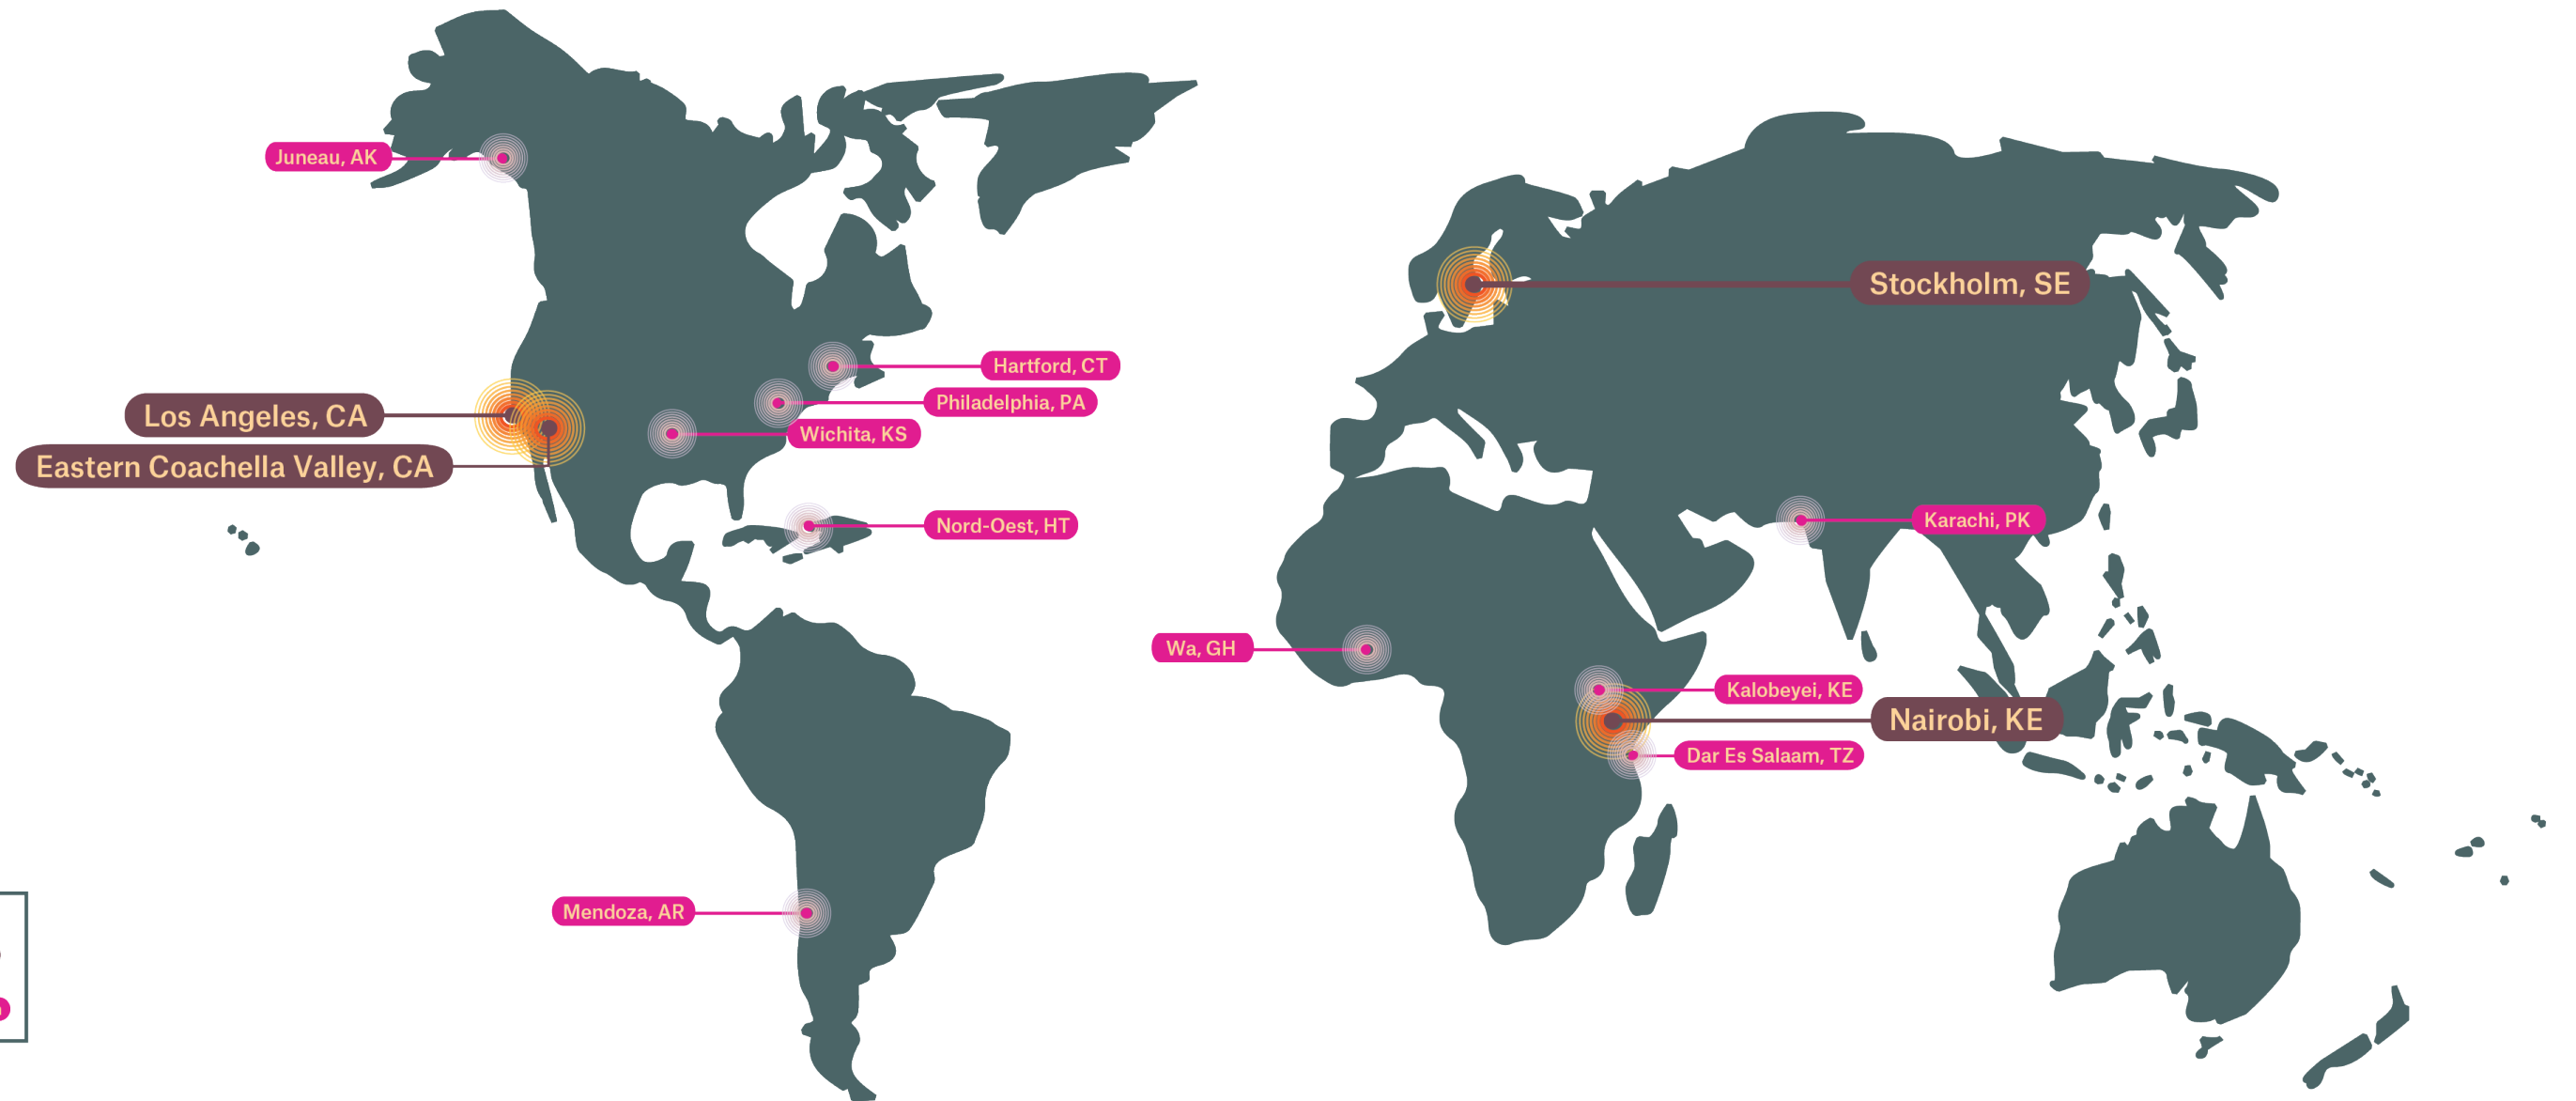 Juneau, AK
Stockholm, SE
Hartford, CT
Philadelphia, PA
Los Angeles, CA
Wichita, KS
Eastern Coachella Valley, CA
Karachi, PK
Nord-Oest, HT
Wa, GH
Kalobeyei, KE
Nairobi, KE
Dar Es Salaam, TZ
Mendoza, AR